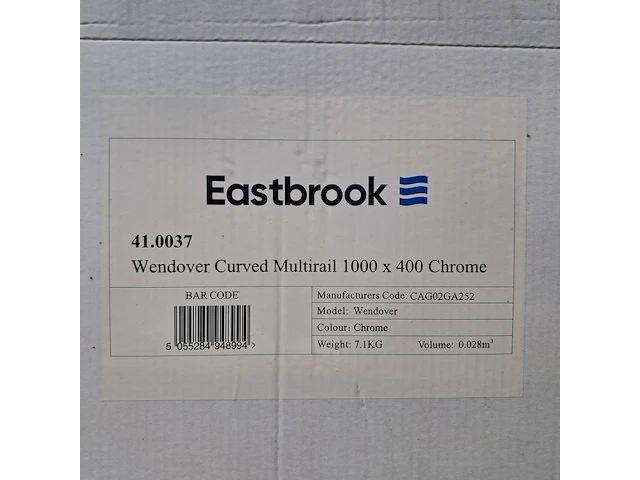 Eastbrook
41.0037
Wendover Curved Multirail 1000 x 400 Chrome
BAR CODE
5 055284 948994 >
Manufacturers Code: CAG02GA252
Model: Wendover
Colour: Chrome
Weight: 7.1KG Volume: 0.028m³